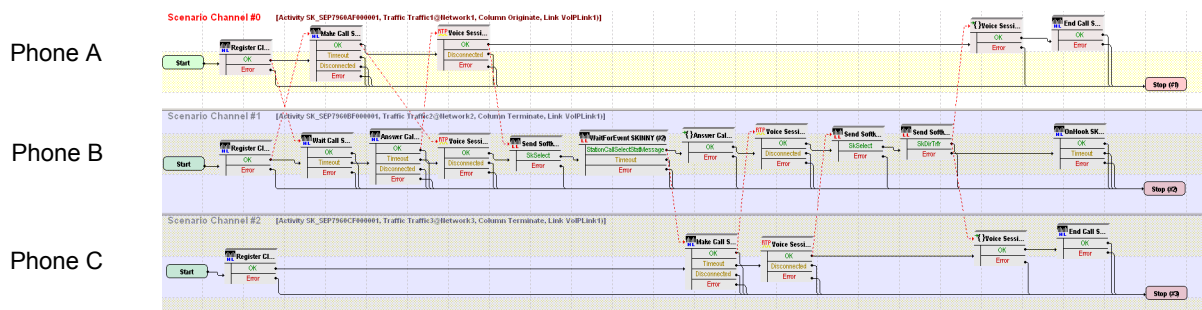 Scenario Channel #0 [Activity SK_SEP7960AF000001, Traffic Traffic1@Network1, Column Originate, Link VoIPLink1)]
Phone A
Start
Register Cl...
OK
Error
Make Call S...
OK
Timeout
Disconnected
Error
Voice Sessi...
OK
Disconnected
Error
Voice Sessi...
OK
Error
End Call S...
OK
Error
Stop (#1)
Scenario Channel #1 [Activity SK_SEP7960BF000001, Traffic Traffic2@Network2, Column Terminate, Link VoIPLink1)]
Phone B
Start
Register Cl...
OK
Error
Wait Call S...
OK
Timeout
Error
Answer Cal...
OK
Timeout
Disconnected
Error
Voice Sessi...
OK
Disconnected
Error
Send Softk...
SkSelect
Error
WaitForEvent SKINNY (#2)
StationCallSelectStatMessage
Timeout
Error
Answer Cal...
OK
Error
Voice Sessi...
OK
Disconnected
Error
Send Softk...
SkSelect
Error
Send Softk...
SkDirTrfr
Error
OnHook SK...
OK
Error
Stop (#2)
Scenario Channel #2 [Activity SK_SEP7960CF000001, Traffic Traffic3@Network3, Column Terminate, Link VoIPLink1)]
Phone C
Start
Register Cl...
OK
Error
Make Call S...
OK
Timeout
Disconnected
Error
Voice Sessi...
OK
Disconnected
Error
Voice Sessi...
OK
Error
End Call S...
OK
Error
Stop (#3)